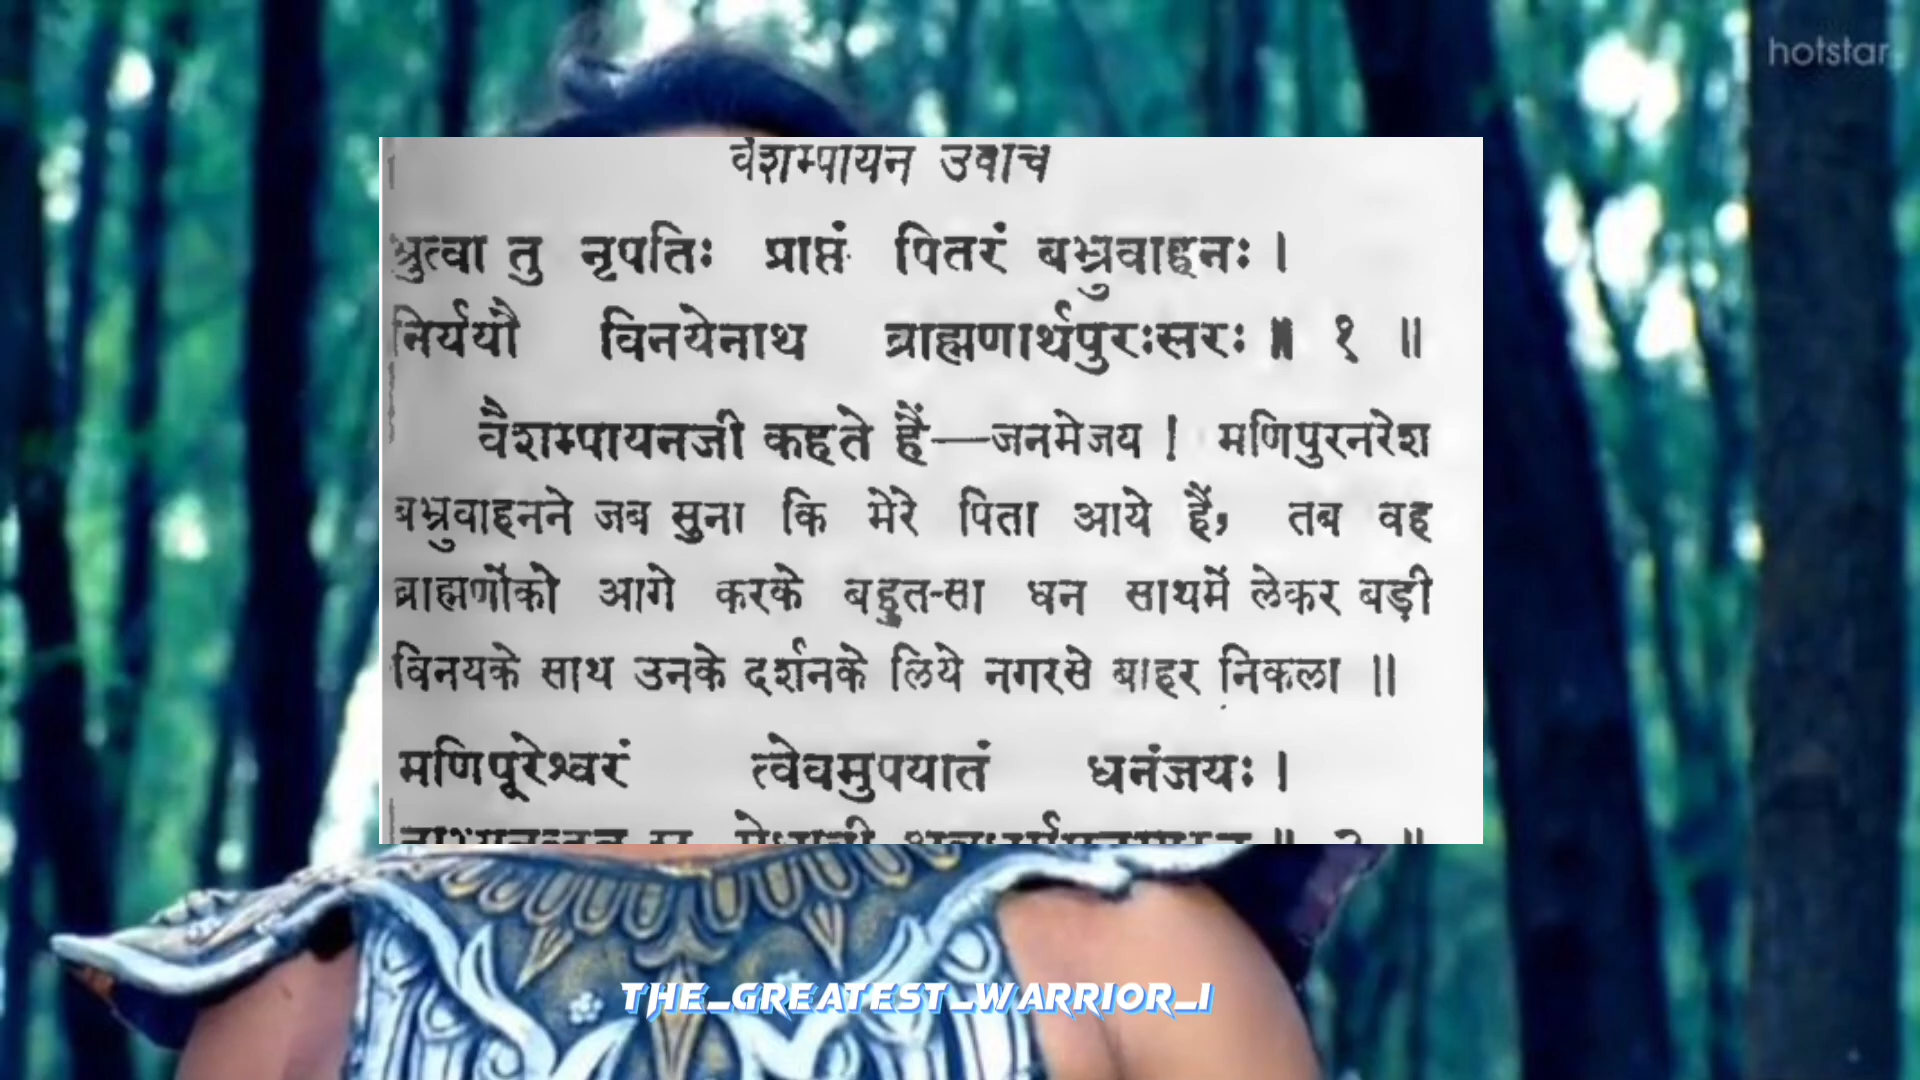 hotstar
वैशम्पायन उवाच
श्रुत्वा तु नृपतिः प्राप्तं पितरं बभ्रुवाहनः ।
निर्ययौ विनयेनाथ ब्राह्मणार्थपुरःसरः ॥ १ ॥
वैशम्पायनजी कहते हैं—जनमेजय ! मणिपुरनरेश
बभ्रुवाहनने जब सुना कि मेरे पिता आये हैं, तब वह
ब्राह्मणोंको आगे करके बहुत-सा धन साथमें लेकर बड़ी
विनयके साथ उनके दर्शनके लिये नगरसे बाहर निकला ॥
मणिपूरेश्वरं त्वेवमुपयातं धनंजयः ।
THE_GREATEST_WARRIOR_1